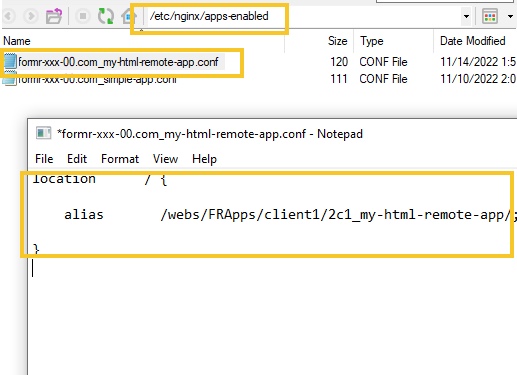 /etc/nginx/apps-enabled
Name Size Type Date Modified
formr-xxx-00.com_my-html-remote-app.conf 120 CONF File 11/14/2022 1:5
formr-xxx-00.com_simple-app.conf 111 CONF File 11/10/2022 2:0
*formr-xxx-00.com_my-html-remote-app.conf - Notepad
File Edit Format View Help
location / {
alias /webs/FRApps/client1/2c1_my-html-remote-app/;
}